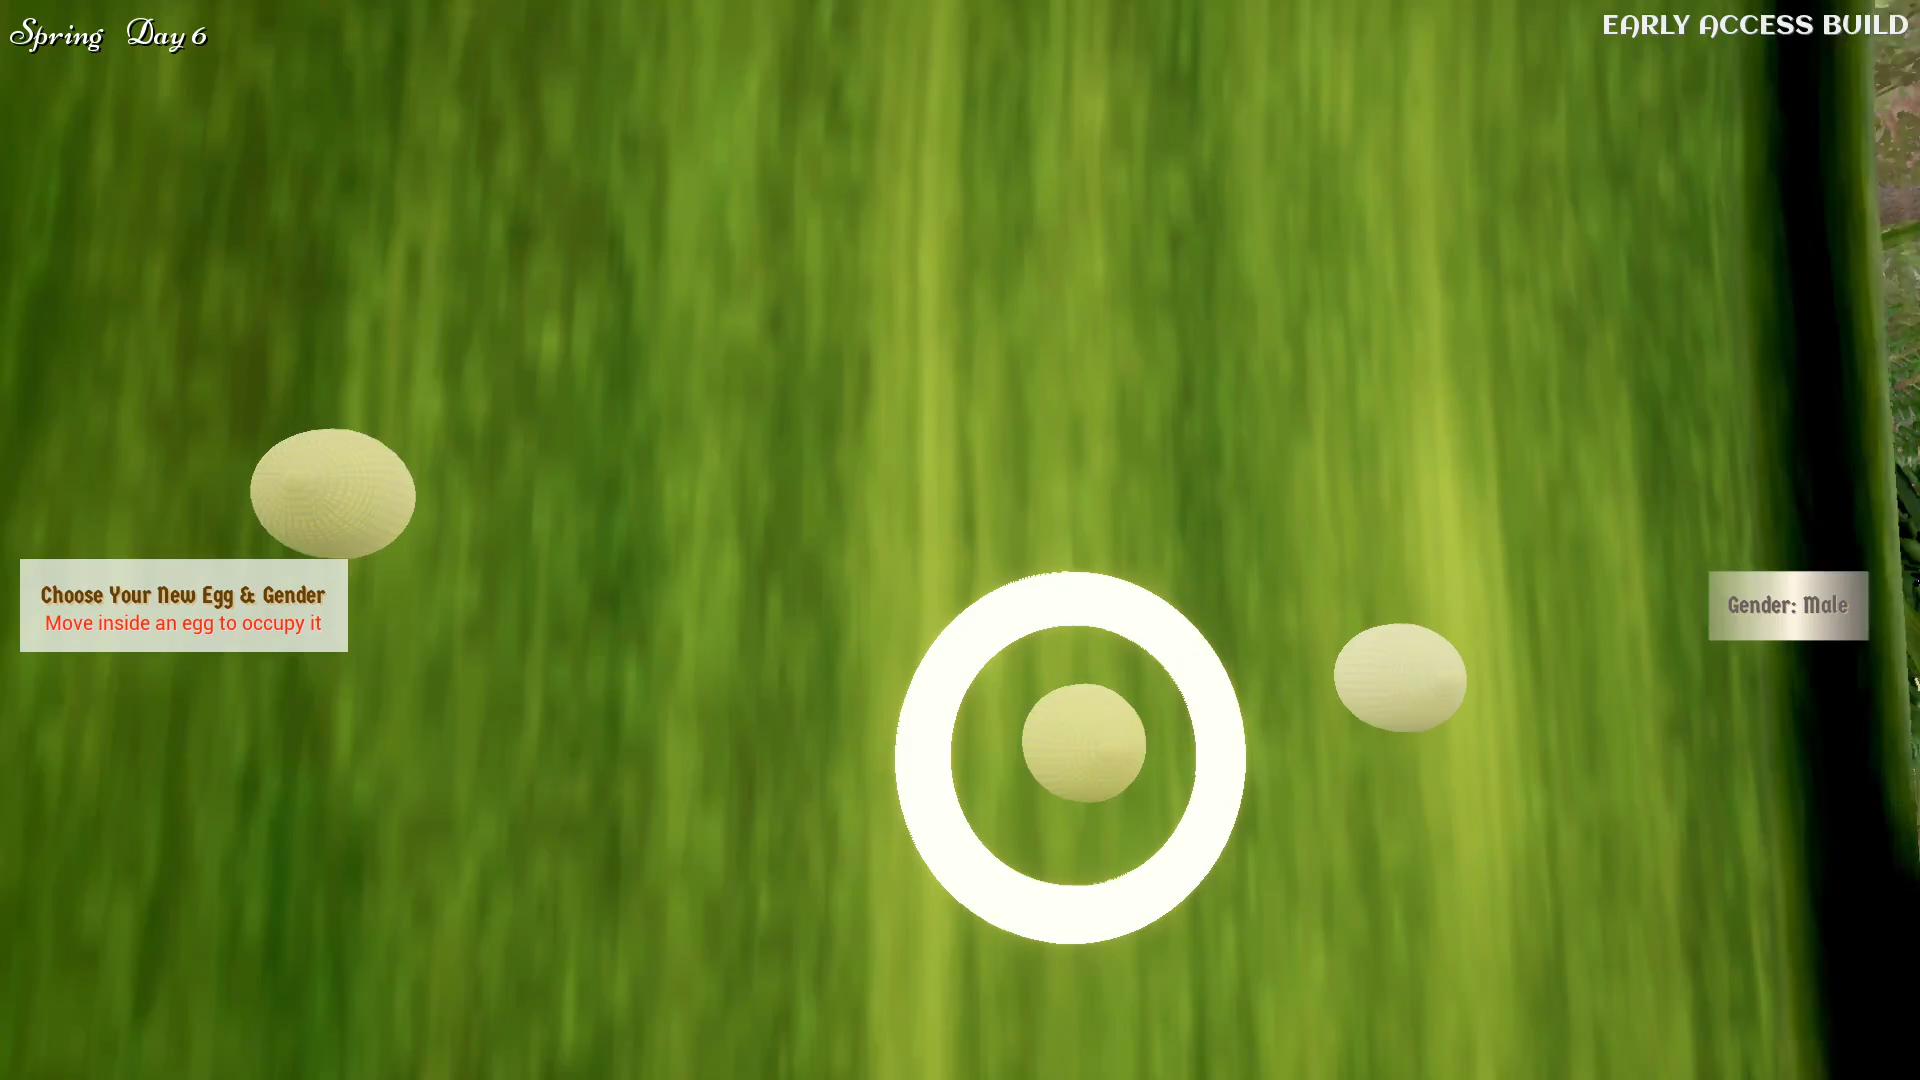 Spring Day 6
EARLY ACCESS BUILD
Choose Your New Egg & Gender
Move inside an egg to occupy it
Gender: Male